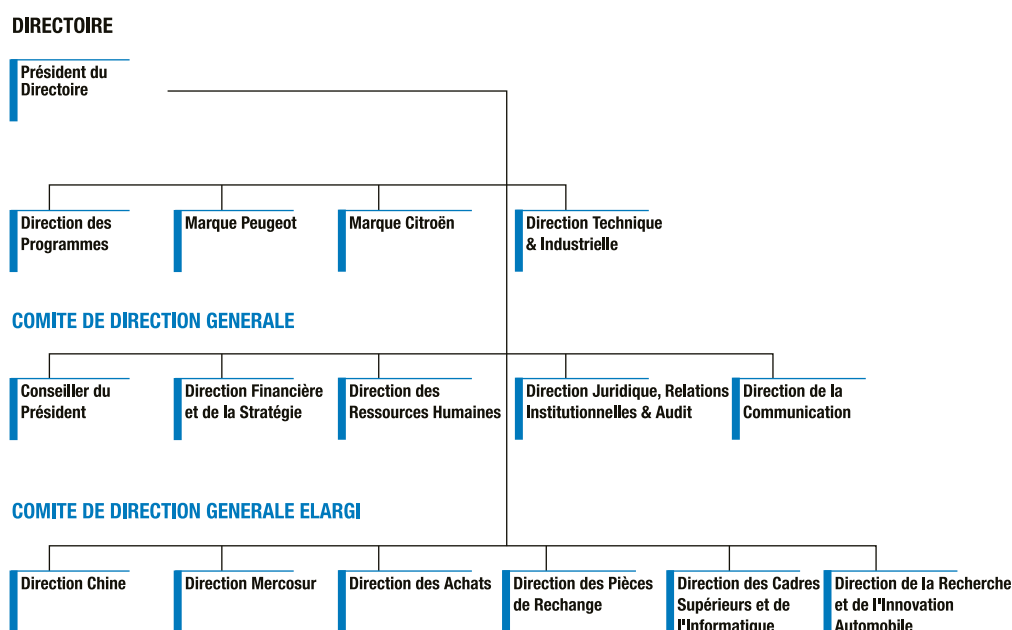 DIRECTOIRE
Président du
Directoire
Direction des
Programmes
Marque Peugeot
Marque Citroën
Direction Technique
& Industrielle
COMITE DE DIRECTION GENERALE
Conseiller du
Président
Direction Financière
et de la Stratégie
Direction des
Ressources Humaines
Direction Juridique, Relations
Institutionnelles & Audit
Direction de la
Communication
COMITE DE DIRECTION GENERALE ELARGI
Direction Chine
Direction Mercosur
Direction des Achats
Direction des Pièces
de Rechange
Direction des Cadres
Supérieurs et de
l'Informatique
Direction de la Recherche
et de l'Innovation
Automobile